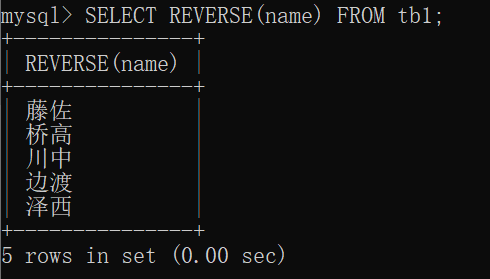 mysql> SELECT REVERSE(name) FROM tb1;
+---------------+
| REVERSE(name) |
+---------------+
| 藤佐          |
| 桥高          |
| 川中          |
| 边渡          |
| 泽西          |
+---------------+
5 rows in set (0.00 sec)